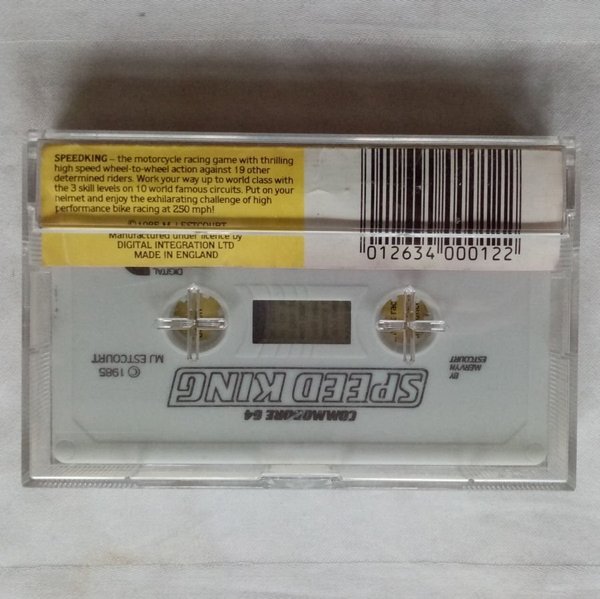 SPEEDKING – the motorcycle racing game with thrilling
high speed wheel-to-wheel action against 19 other
determined riders. Work your way up to world class with
the 3 skill levels on 10 world famous circuits. Put on your
helmet and enjoy the exhilarating challenge of high
performance bike racing at 250 mph!
© 1985 M J ESTCOURT
Manufactured under licence by
DIGITAL INTEGRATION LTD
MADE IN ENGLAND
012634 000122
COMMODORE 64
SPEED KING
BY
MERVYN
ESTCOURT
© 1985
MJ ESTCOURT
DIGITAL